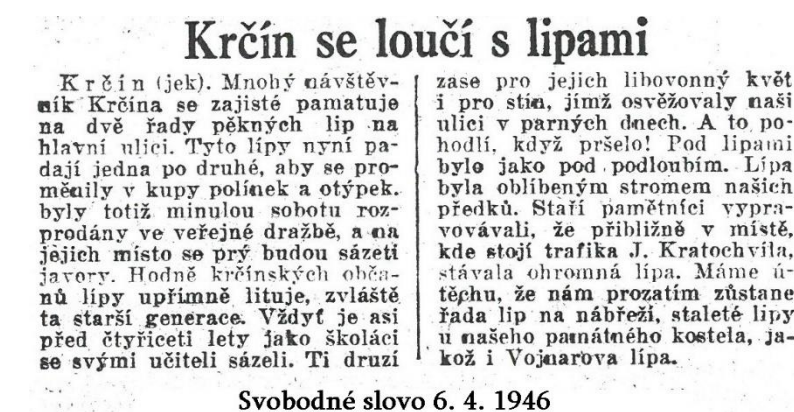 Krčín se loučí s lipami
Krčín (jek). Mnohý návštěv-
ník Krčína se zajisté pamatuje
na dvě řady pěkných lip na
hlavní ulici. Tyto lípy nyní pa-
dají jedna po druhé, aby se pro-
měnily v kupy polínek a otýpek.
byly totiž minulou sobotu roz-
prodány ve veřejné dražbě, a na
jejich místo se prý budou sázeti
javory. Hodně krčínských obča-
nů lípy upřímně lituje, zvláště
ta starší generace. Vždyť je asi
před čtyřiceti lety jako školáci
se svými učiteli sázeli. Ti druzí
zase pro jejich libovonný květ
i pro stín, jímž osvěžovaly naši
ulici v parných dnech. A to po-
hodlí, když pršelo! Pod lipami
bylo jako pod podloubím. Lípa
byla oblíbeným stromem našich
předků. Staří pamětníci vypra-
vovávali, že přibližně v místě,
kde stojí trafika J. Kratochvíla,
stávala ohromná lípa. Máme ú-
těchu, že nám prozatím zůstane
řada lip na nábřeží, staleté lipy
u našeho památného kostela, ja-
kož i Vojnarova lípa.
Svobodné slovo 6. 4. 1946